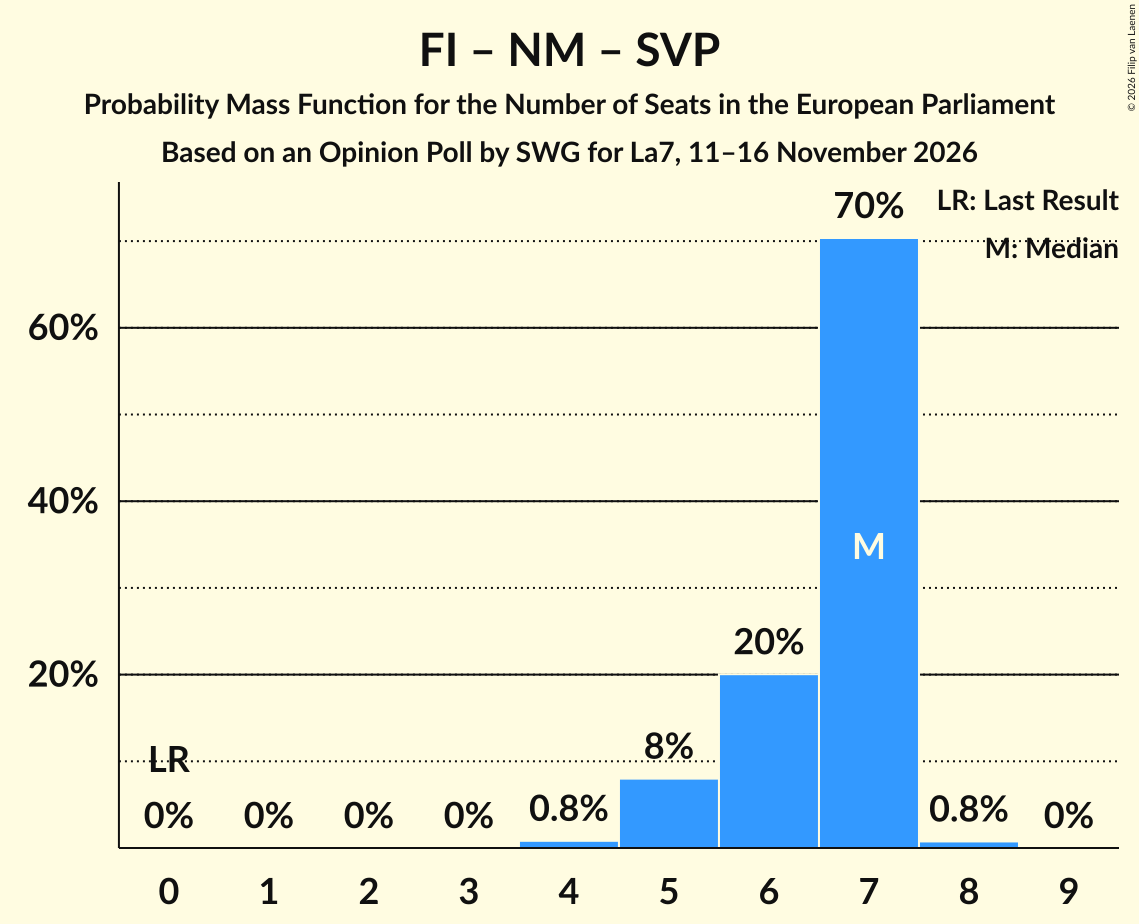 FI – NM – SVP
Probability Mass Function for the Number of Seats in the European Parliament
Based on an Opinion Poll by SWG for La7, 11–16 November 2026
© 2026 Filip van Laenen
LR: Last Result
M: Median
70%
60%
40%
M
20%
20%
8%
LR
0% 0% 0% 0% 0.8% 0.8% 0%
0 1 2 3 4 5 6 7 8 9